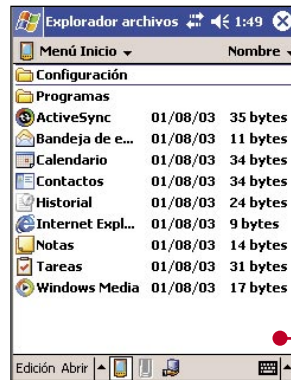 Explorador archivos 1:49
Menú Inicio Nombre
Configuración
Programas
ActiveSync 01/08/03 35 bytes
Bandeja de e... 01/08/03 11 bytes
Calendario 01/08/03 34 bytes
Contactos 01/08/03 34 bytes
Historial 01/08/03 24 bytes
Internet Expl... 01/08/03 9 bytes
Notas 01/08/03 14 bytes
Tareas 01/08/03 31 bytes
Windows Media 01/08/03 17 bytes
Edición Abrir